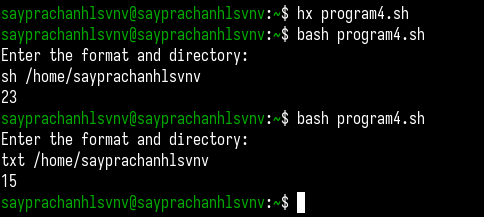 sayprachanhlsvnv@sayprachanhlsvnv:~$ hx program4.sh
sayprachanhlsvnv@sayprachanhlsvnv:~$ bash program4.sh
Enter the format and directory:
sh /home/sayprachanhlsvnv
23
sayprachanhlsvnv@sayprachanhlsvnv:~$ bash program4.sh
Enter the format and directory:
txt /home/sayprachanhlsvnv
15
sayprachanhlsvnv@sayprachanhlsvnv:~$